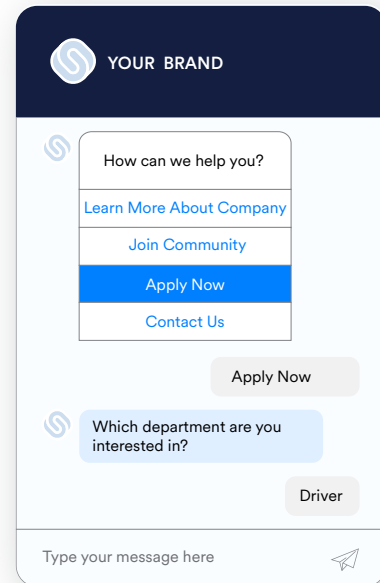 YOUR BRAND
How can we help you?
Learn More About Company
Join Community
Apply Now
Contact Us
Apply Now
Which department are you
interested in?
Driver
Type your message here